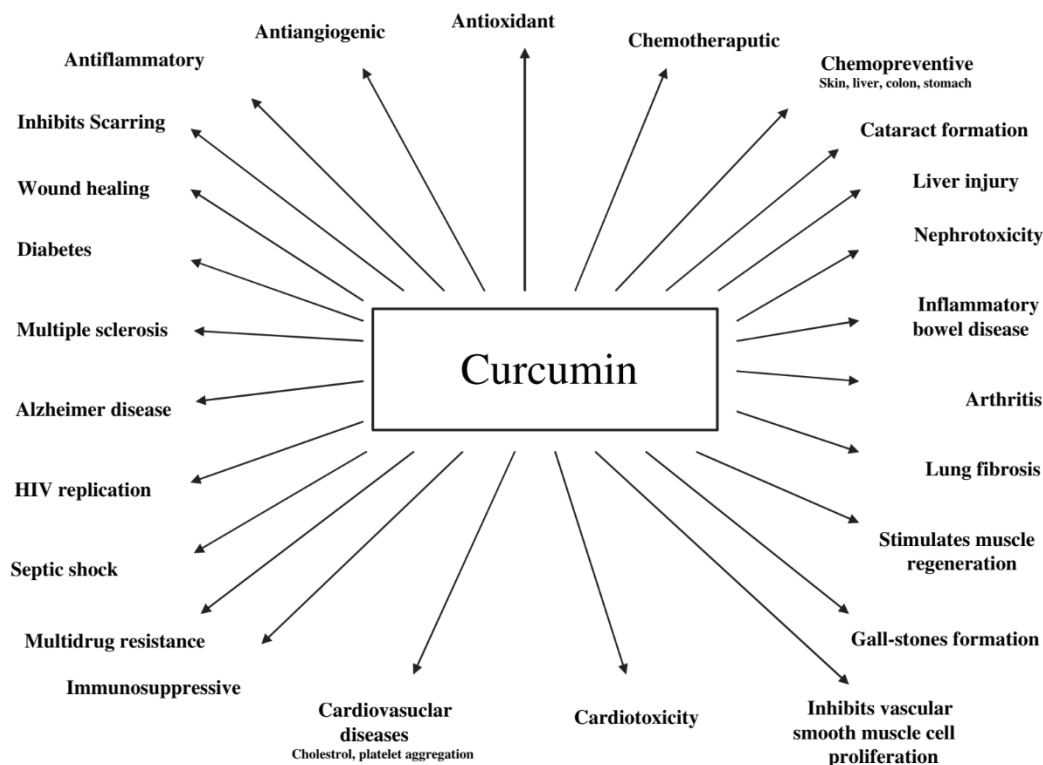 Antioxidant
Antiangiogenic
Chemotheraputic
Antiflammatory
Chemopreventive
Skin, liver, colon, stomach
Inhibits Scarring
Cataract formation
Wound healing
Liver injury
Diabetes
Nephrotoxicity
Multiple sclerosis
Inflammatory
bowel disease
Curcumin
Alzheimer disease
Arthritis
HIV replication
Lung fibrosis
Septic shock
Stimulates muscle
regeneration
Multidrug resistance
Gall-stones formation
Immunosuppressive
Cardiovasuclar
diseases
Cholestrol, platelet aggregation
Cardiotoxicity
Inhibits vascular
smooth muscle cell
proliferation